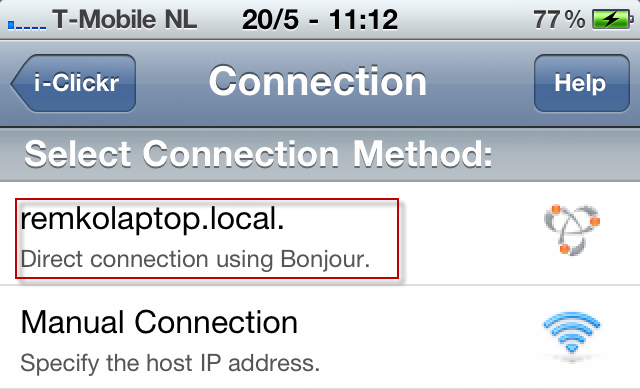 T-Mobile NL 20/5 - 11:12 77%
i-Clickr Connection Help
Select Connection Method:
remkolaptop.local.
Direct connection using Bonjour.
Manual Connection
Specify the host IP address.